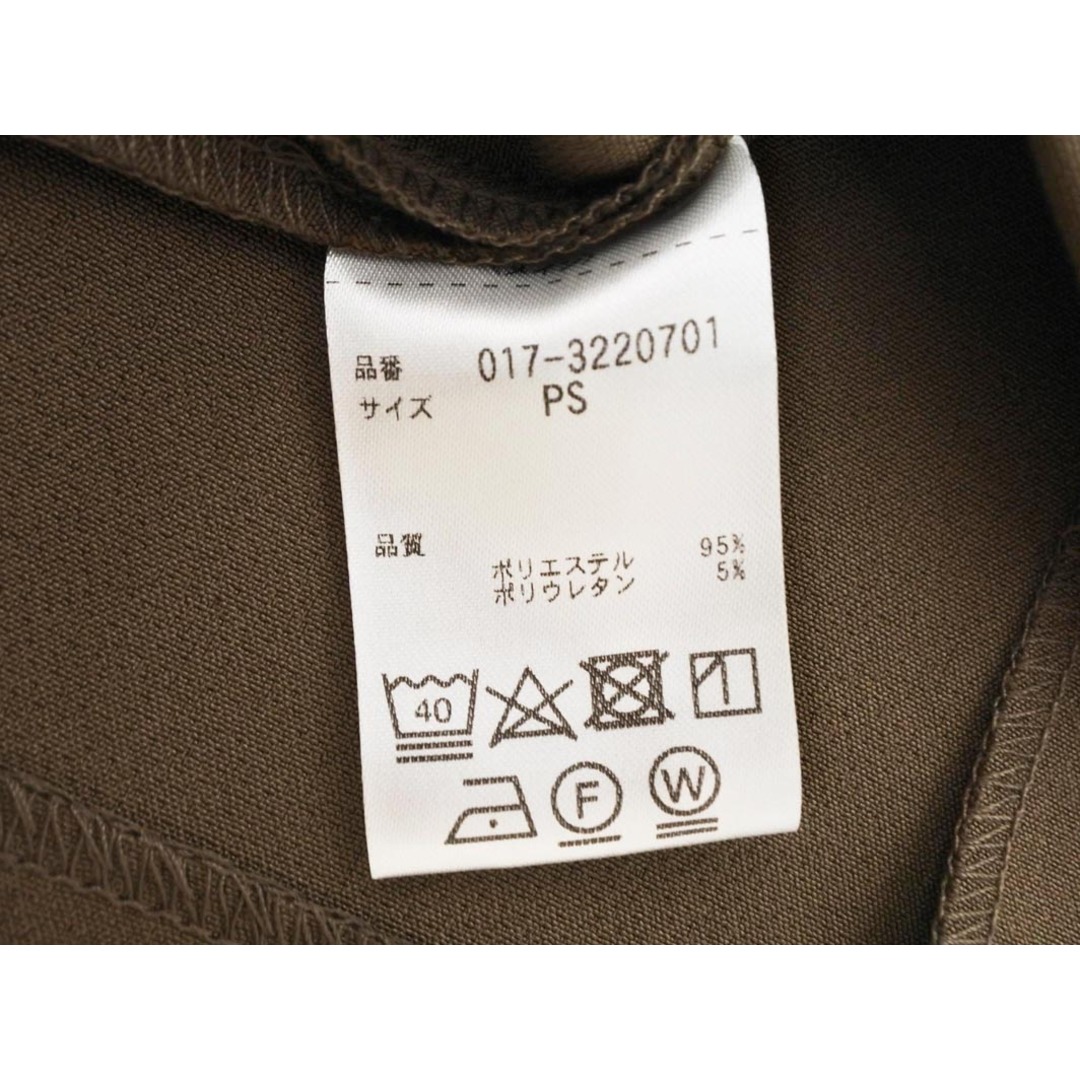 品番 017-3220701
サイズ PS
品質
ポリエステル 95%
ポリウレタン 5%
40
F W